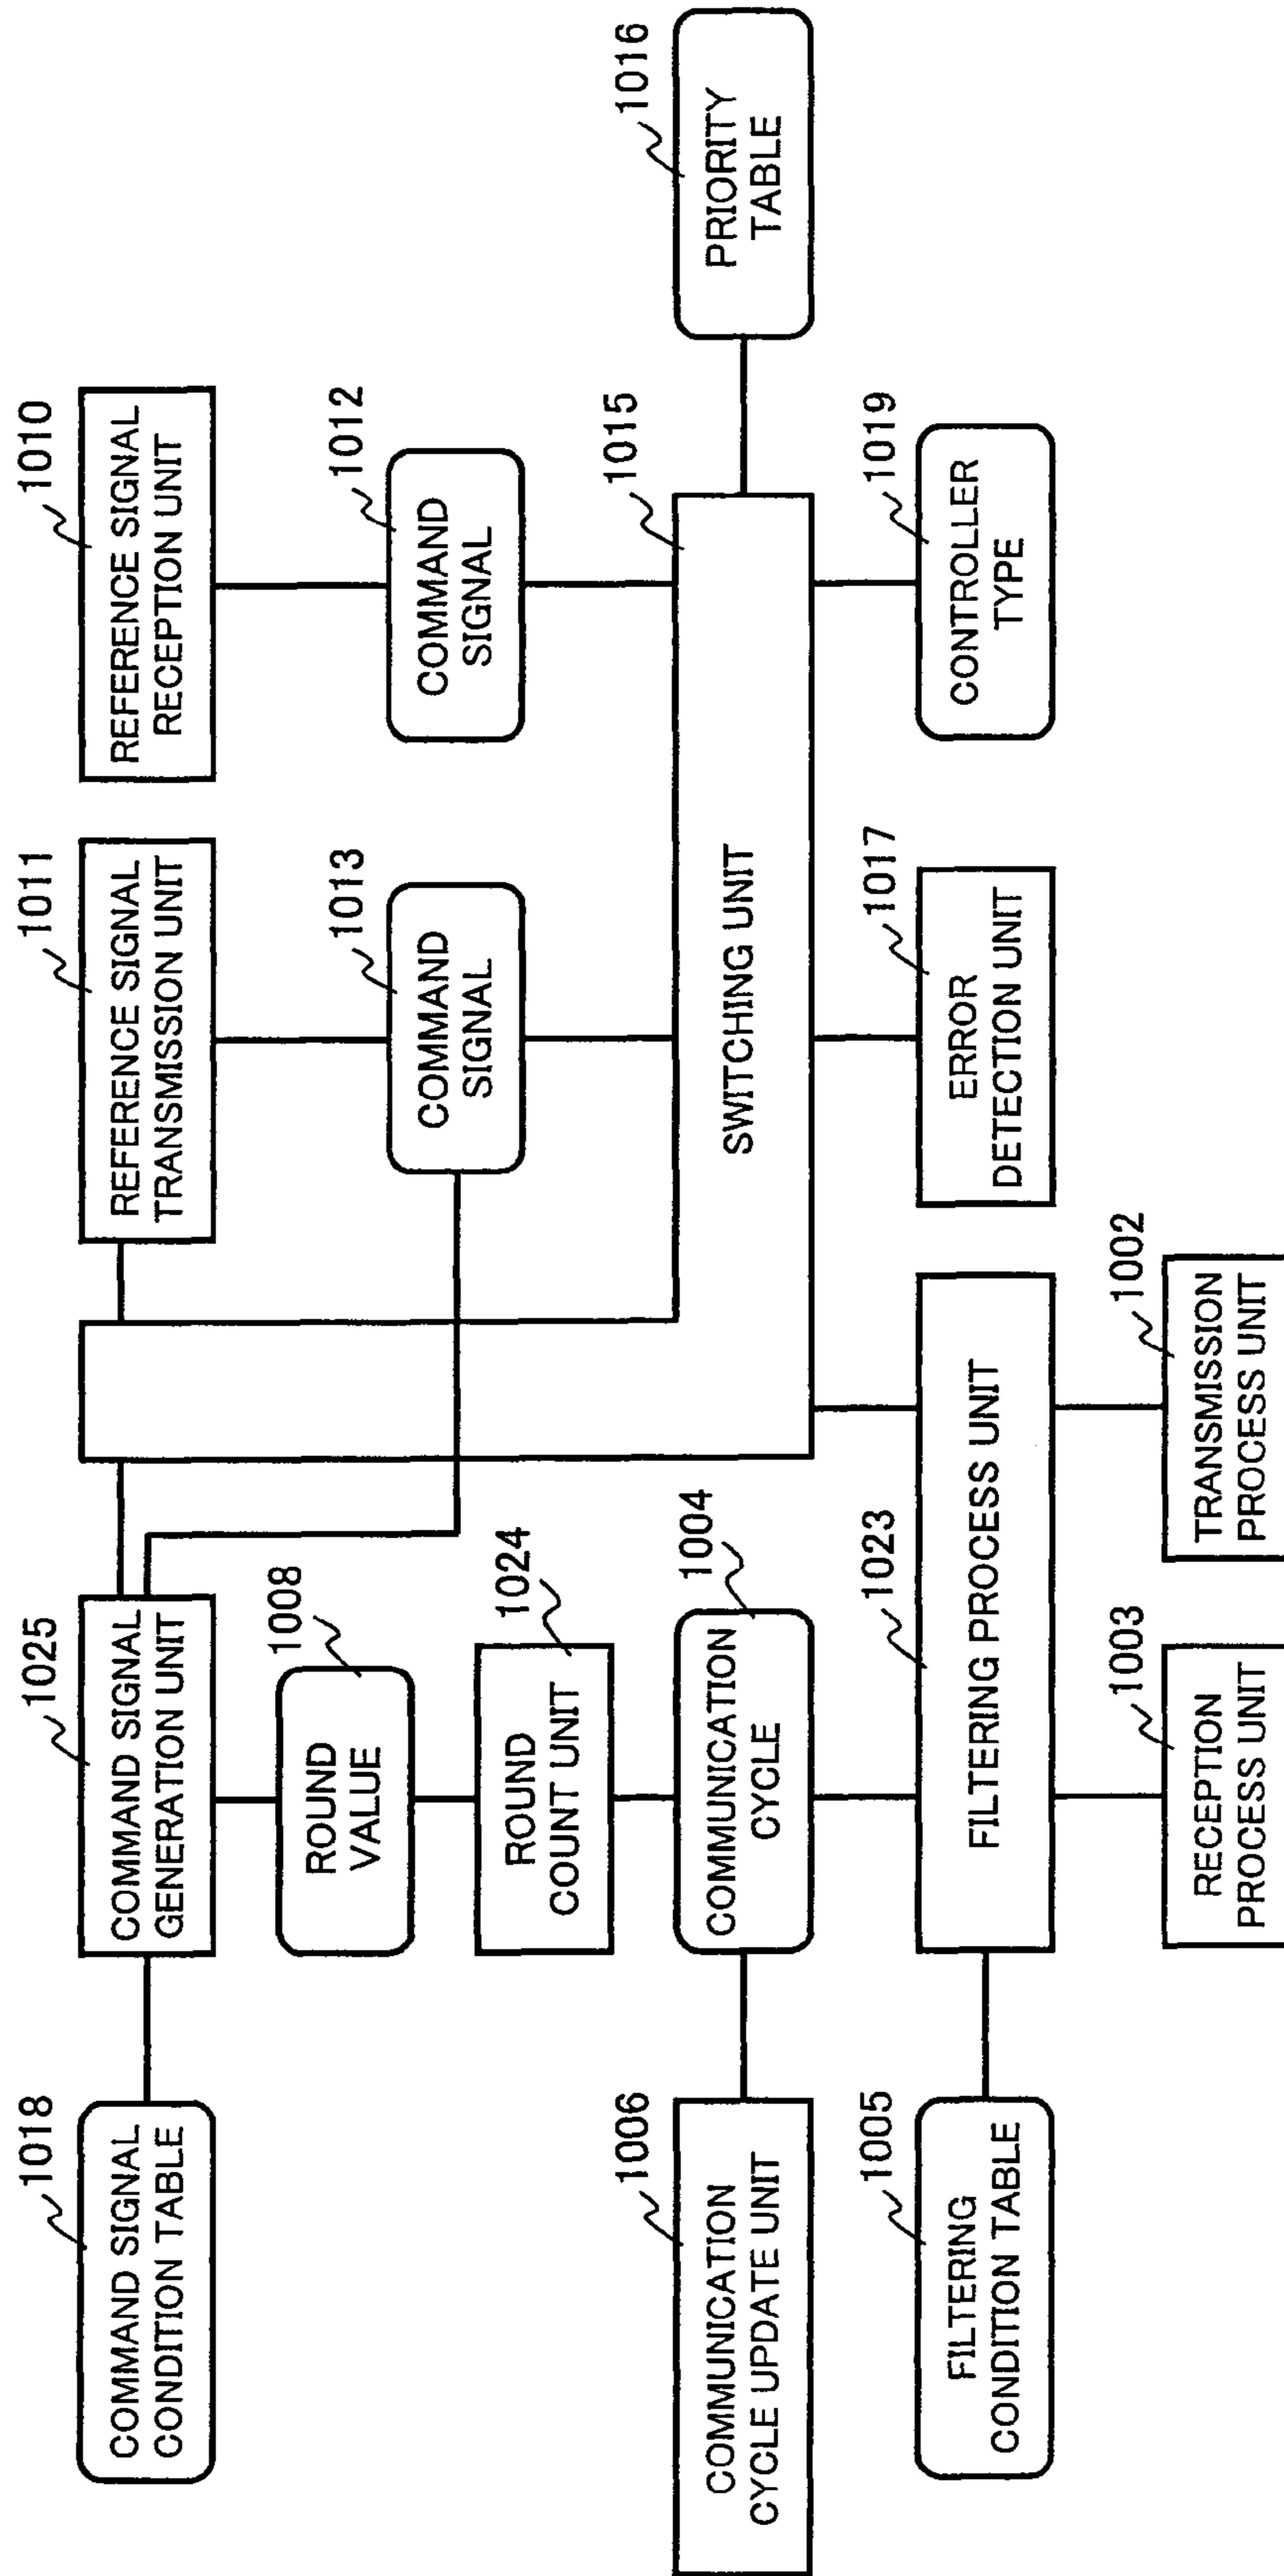 1018
COMMAND SIGNAL
CONDITION TABLE
1025
COMMAND SIGNAL
GENERATION UNIT
1011
REFERENCE SIGNAL
TRANSMISSION UNIT
1010
REFERENCE SIGNAL
RECEPTION UNIT
1008
ROUND
VALUE
1013
COMMAND
SIGNAL
1012
COMMAND
SIGNAL
1024
ROUND
COUNT UNIT
1006
COMMUNICATION
CYCLE UPDATE UNIT
1004
COMMUNICATION
CYCLE
SWITCHING UNIT
1015
1016
PRIORITY
TABLE
1005
FILTERING
CONDITION TABLE
1023
FILTERING PROCESS UNIT
1017
ERROR
DETECTION UNIT
1019
CONTROLLER
TYPE
1003
RECEPTION
PROCESS UNIT
1002
TRANSMISSION
PROCESS UNIT